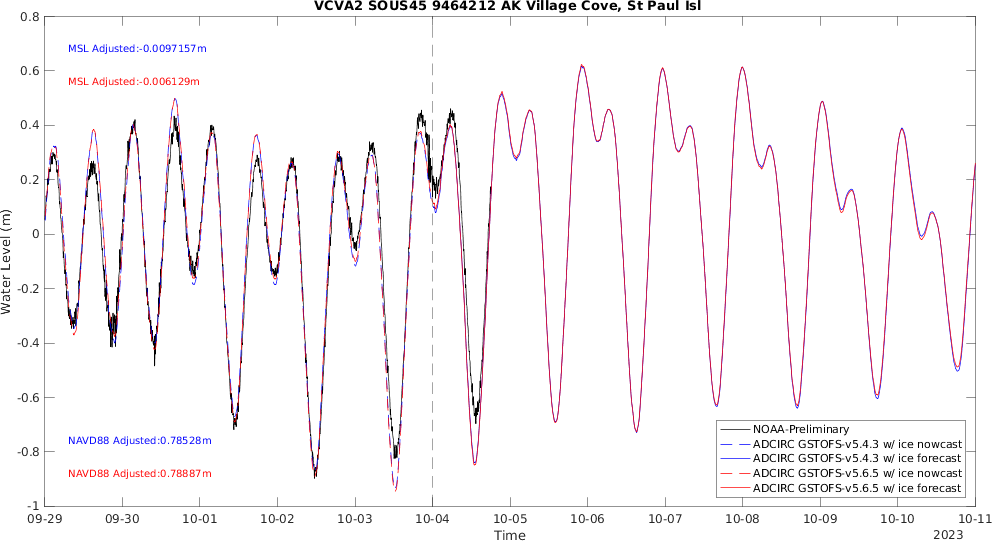 VCVA2 SOUS45 9464212 AK Village Cove, St Paul Isl
0.8
0.6
0.4
0.2
0
-0.2
-0.4
-0.6
-0.8
-1
Water Level (m)
MSL Adjusted:-0.0097157m
MSL Adjusted:-0.006129m
NAVD88 Adjusted:0.78528m
NAVD88 Adjusted:0.78887m
NOAA-Preliminary
ADCIRC GSTOFS-v5.4.3 w/ ice nowcast
ADCIRC GSTOFS-v5.4.3 w/ ice forecast
ADCIRC GSTOFS-v5.6.5 w/ ice nowcast
ADCIRC GSTOFS-v5.6.5 w/ ice forecast
09-29 09-30 10-01 10-02 10-03 10-04 10-05 10-06 10-07 10-08 10-09 10-10 10-11
Time
2023